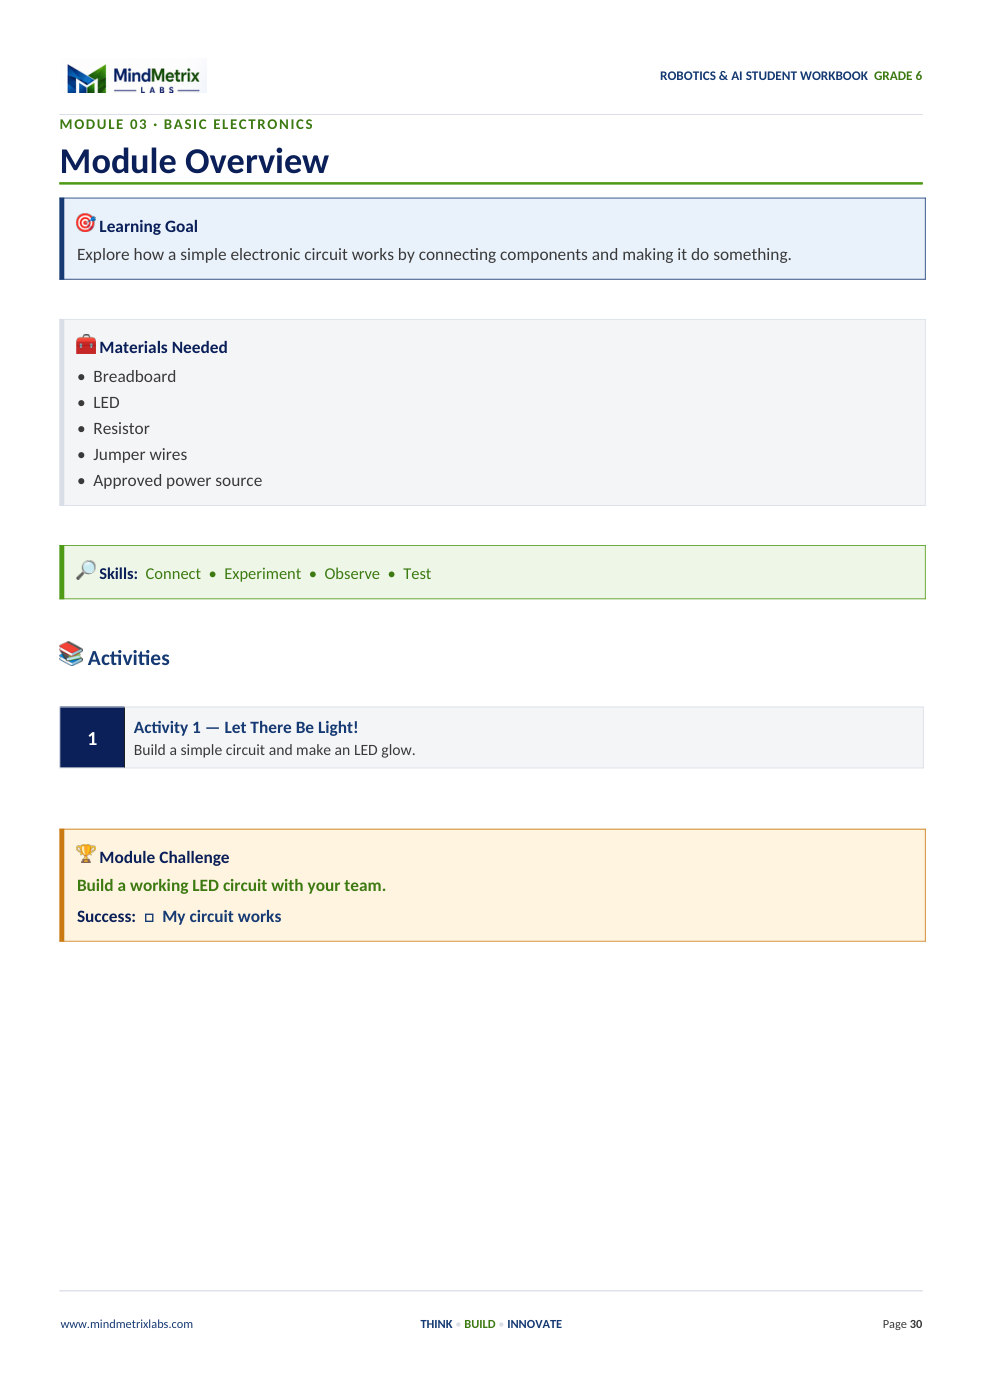 MindMetrix
LABS
ROBOTICS & AI STUDENT WORKBOOK GRADE 6
MODULE 03 · BASIC ELECTRONICS
Module Overview
Learning Goal
Explore how a simple electronic circuit works by connecting components and making it do something.
Materials Needed
• Breadboard
• LED
• Resistor
• Jumper wires
• Approved power source
Skills: Connect • Experiment • Observe • Test
Activities
1
Activity 1 — Let There Be Light!
Build a simple circuit and make an LED glow.
Module Challenge
Build a working LED circuit with your team.
Success: □ My circuit works
www.mindmetrixlabs.com
THINK • BUILD • INNOVATE
Page 30